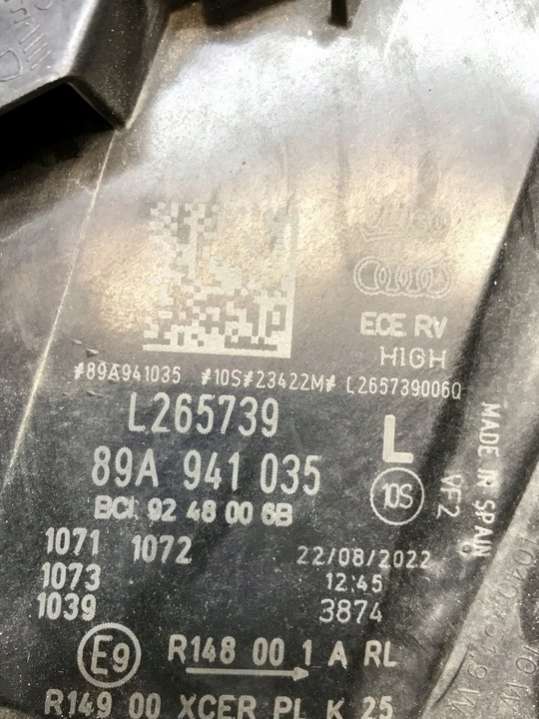 ECE RV
HIGH
#89A941035 #10S#23422M# L265739006Q
L265739
L
89A 941 035
10S
BCI 92 48 00 6B
VF2
MADE IN SPAIN
1071 1072
22/08/2022
1073
12:45
1039
3874
E9
R148 00 1 A RL
R149 00 XCER PL K 25